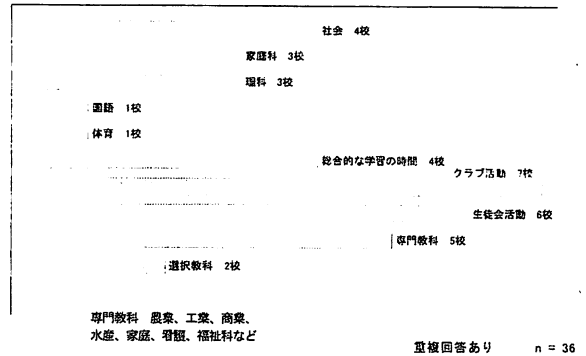 社会 4校
家庭科 3校
理科 3校
国語 1校
体育 1校
総合的な学習の時間 4校
クラブ活動 7校
生徒会活動 6校
専門教科 5校
選択教科 2校
専門教科 農業、工業、商業、
水産、家庭、看護、福祉科など
重複回答あり n = 36